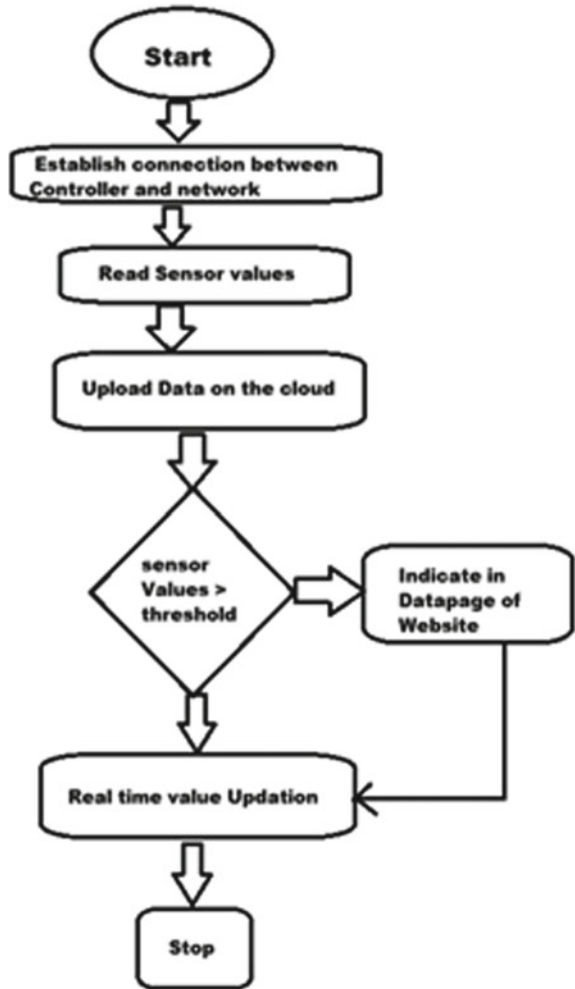 Start
Establish connection between
Controller and network
Read Sensor values
Upload Data on the cloud
sensor
Values >
threshold
Indicate in
Datapage of
Website
Real time value Updation
Stop